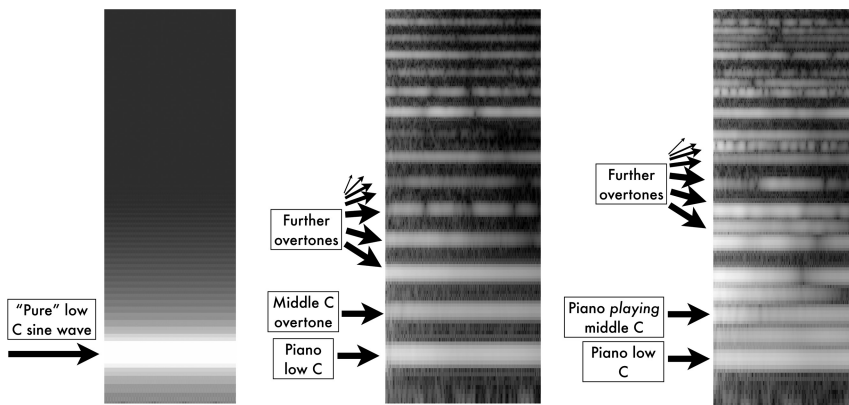 “Pure” low
C sine wave
Further
overtones
Middle C
overtone
Piano
low C
Further
overtones
Piano playing
middle C
Piano low
C